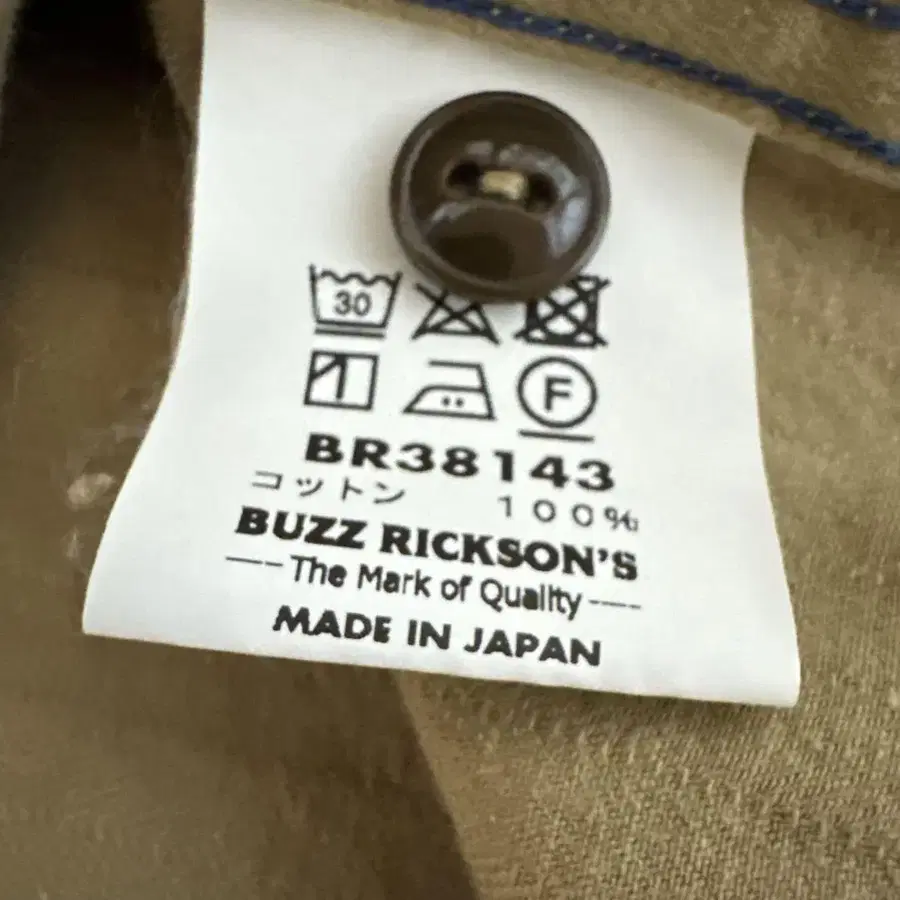 30
F
BR38143
コットン 100%
BUZZ RICKSON'S
The Mark of Quality
MADE IN JAPAN